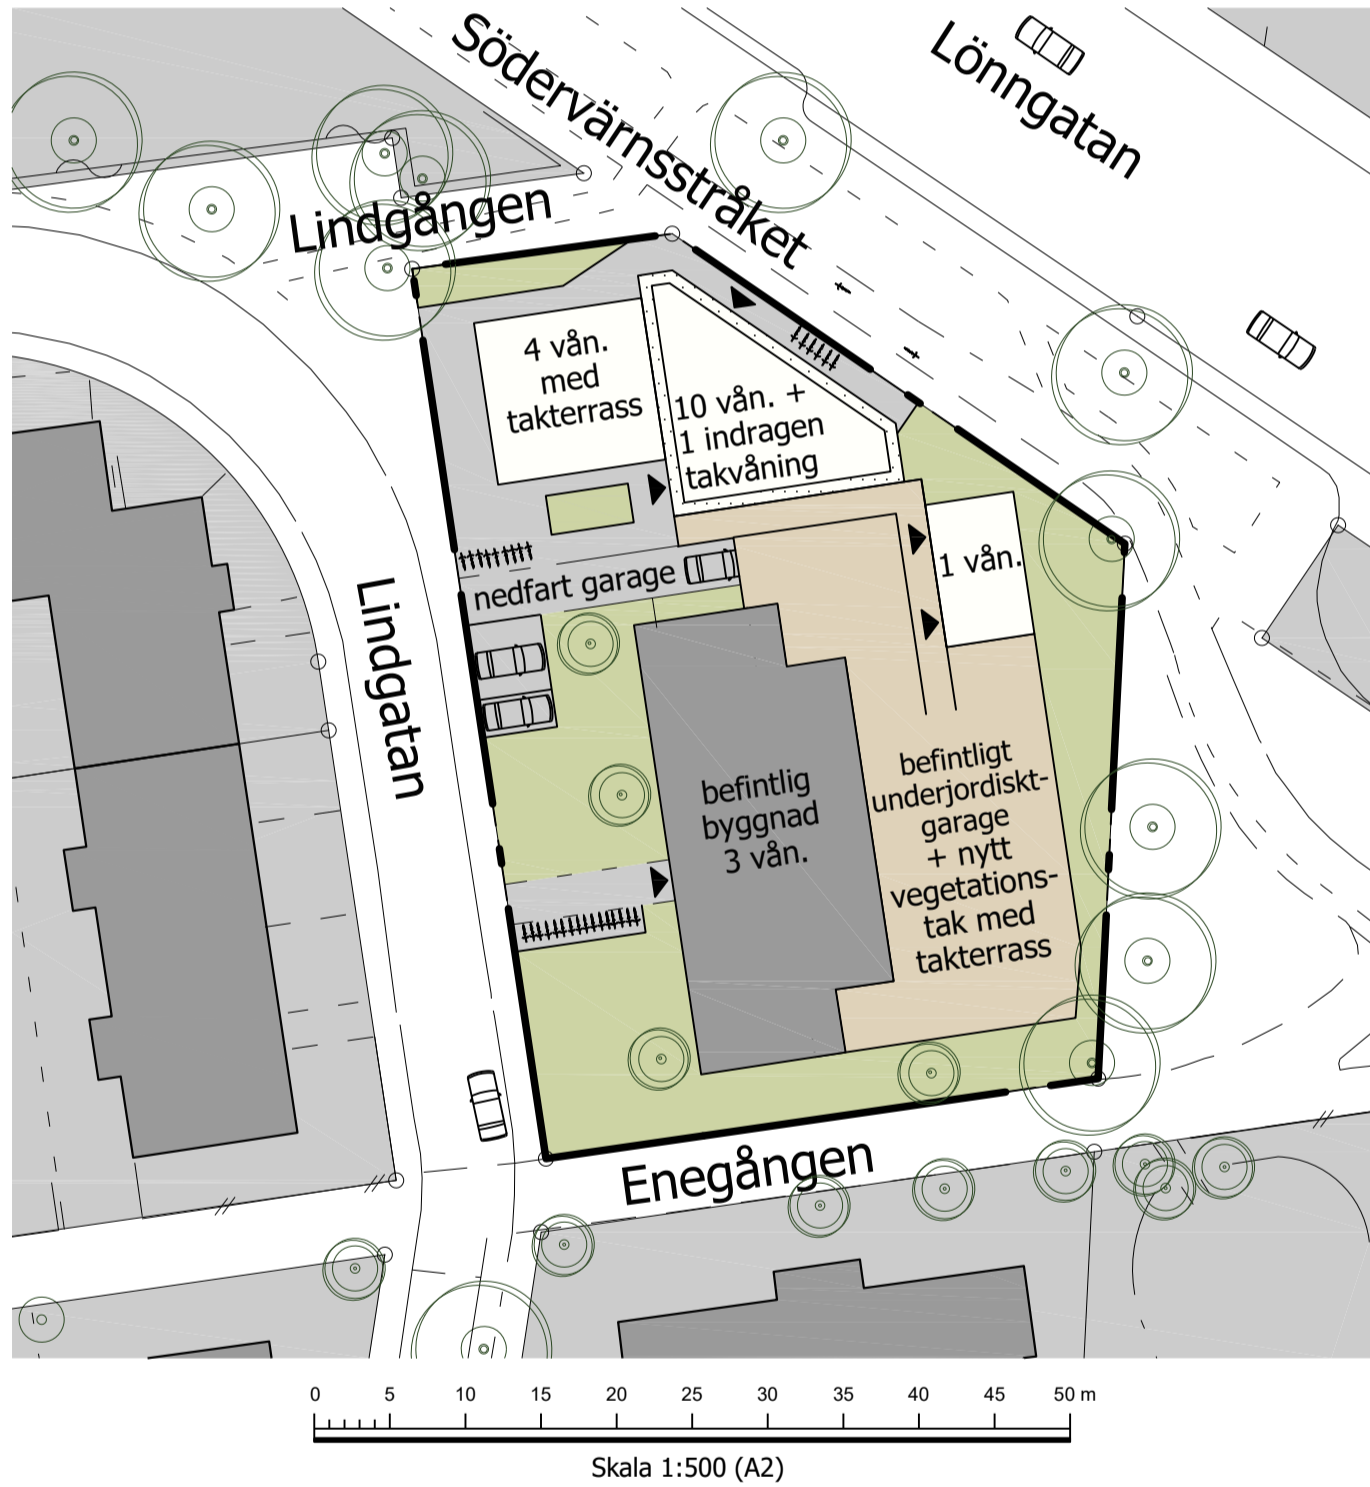 Södervärnsstråket
Lönngatan
Lindgången
4 vån.
med
takterrass
10 vån. +
1 indragen
takvåning
1 vån.
nedfart garage
Lindgatan
befintlig
byggnad
3 vån.
befintligt
underjordiskt-
garage
+ nytt
vegetations-
tak med
takterrass
Enegången
0 5 10 15 20 25 30 35 40 45 50 m
Skala 1:500 (A2)